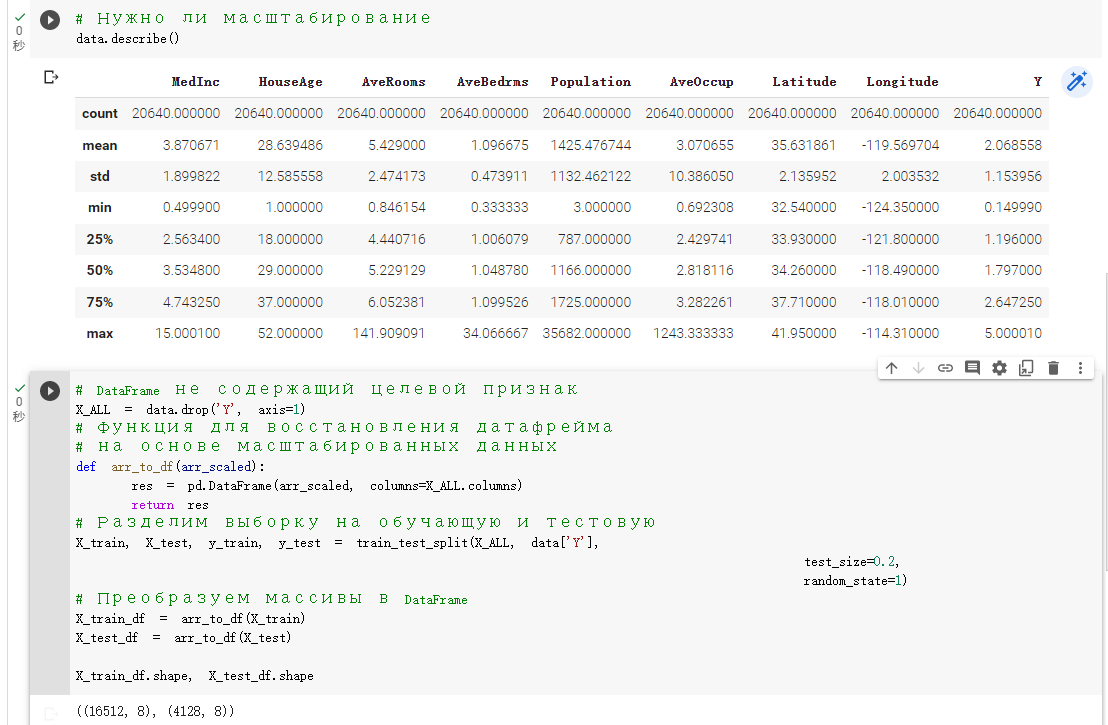 0
秒
# Нужно ли масштабирование
data.describe()
MedInc HouseAge AveRooms AveBedrms Population AveOccup Latitude Longitude Y
count 20640.000000 20640.000000 20640.000000 20640.000000 20640.000000 20640.000000 20640.000000 20640.000000 20640.000000
mean 3.870671 28.639486 5.429000 1.096675 1425.476744 3.070655 35.631861 -119.569704 2.068558
std 1.899822 12.585558 2.474173 0.473911 1132.462122 10.386050 2.135952 2.003532 1.153956
min 0.499900 1.000000 0.846154 0.333333 3.000000 0.692308 32.540000 -124.350000 0.149990
25% 2.563400 18.000000 4.440716 1.006079 787.000000 2.429741 33.930000 -121.800000 1.196000
50% 3.534800 29.000000 5.229129 1.048780 1166.000000 2.818116 34.260000 -118.490000 1.797000
75% 4.743250 37.000000 6.052381 1.099526 1725.000000 3.282261 37.710000 -118.010000 2.647250
max 15.000100 52.000000 141.909091 34.066667 35682.000000 1243.333333 41.950000 -114.310000 5.000010
0
秒
# DataFrame не содержащий целевой признак
X_ALL = data.drop('Y', axis=1)
# Функция для восстановления датафрейма
# на основе масштабированных данных
def arr_to_df(arr_scaled):
res = pd.DataFrame(arr_scaled, columns=X_ALL.columns)
return res
# Разделим выборку на обучающую и тестовую
X_train, X_test, y_train, y_test = train_test_split(X_ALL, data['Y'],
test_size=0.2,
random_state=1)
# Преобразуем массивы в DataFrame
X_train_df = arr_to_df(X_train)
X_test_df = arr_to_df(X_test)
X_train_df.shape, X_test_df.shape
((16512, 8), (4128, 8))